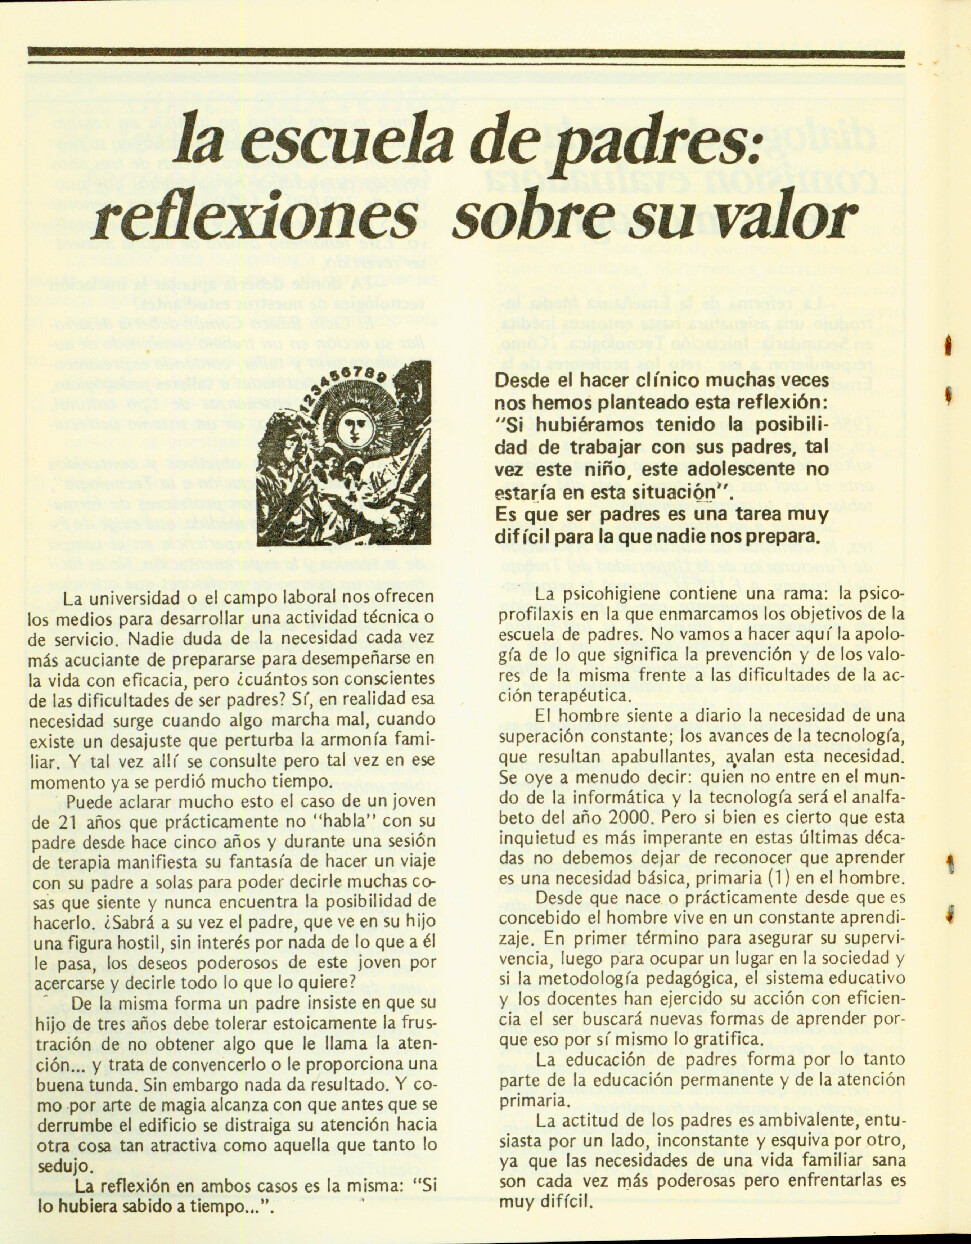 la escuela de padres:
reflexiones sobre su valor
123456789
Desde el hacer clínico muchas veces
nos hemos planteado esta reflexión:
“Si hubiéramos tenido la posibili-
dad de trabajar con sus padres, tal
vez este niño, este adolescente no
estaría en esta situación”.
Es que ser padres es una tarea muy
difícil para la que nadie nos prepara.
La universidad o el campo laboral nos ofrecen
los medios para desarrollar una actividad técnica o
de servicio. Nadie duda de la necesidad cada vez
más acuciante de prepararse para desempeñarse en
la vida con eficacia, pero ¿cuántos son conscientes
de las dificultades de ser padres? Sí, en realidad esa
necesidad surge cuando algo marcha mal, cuando
existe un desajuste que perturba la armonía fami-
liar. Y tal vez allí se consulte pero tal vez en ese
momento ya se perdió mucho tiempo.
Puede aclarar mucho esto el caso de un joven
de 21 años que prácticamente no “habla” con su
padre desde hace cinco años y durante una sesión
de terapia manifiesta su fantasía de hacer un viaje
con su padre a solas para poder decirle muchas co-
sas que siente y nunca encuentra la posibilidad de
hacerlo. ¿Sabrá a su vez el padre, que ve en su hijo
una figura hostil, sin interés por nada de lo que a él
le pasa, los deseos poderosos de este joven por
acercarse y decirle todo lo que lo quiere?
De la misma forma un padre insiste en que su
hijo de tres años debe tolerar estoicamente la frus-
tración de no obtener algo que le llama la aten-
ción... y trata de convencerlo o le proporciona una
buena tunda. Sin embargo nada da resultado. Y co-
mo por arte de magia alcanza con que antes que se
derrumbe el edificio se distraiga su atención hacia
otra cosa tan atractiva como aquella que tanto lo
sedujo.
La reflexión en ambos casos es la misma: “Si
lo hubiera sabido a tiempo...”.
La psicohigiene contiene una rama: la psico-
profilaxis en la que enmarcamos los objetivos de la
escuela de padres. No vamos a hacer aquí la apolo-
gía de lo que significa la prevención y de los valo-
res de la misma frente a las dificultades de la ac-
ción terapéutica.
El hombre siente a diario la necesidad de una
superación constante; los avances de la tecnología,
que resultan apabullantes, avalan esta necesidad.
Se oye a menudo decir: quien no entre en el mun-
do de la informática y la tecnología será el analfa-
beto del año 2000. Pero si bien es cierto que esta
inquietud es más imperante en estas últimas déca-
das no debemos dejar de reconocer que aprender
es una necesidad básica, primaria (1) en el hombre.
Desde que nace o prácticamente desde que es
concebido el hombre vive en un constante aprendi-
zaje. En primer término para asegurar su supervi-
vencia, luego para ocupar un lugar en la sociedad y
si la metodología pedagógica, el sistema educativo
y los docentes han ejercido su acción con eficien-
cia el ser buscará nuevas formas de aprender por-
que eso por sí mismo lo gratifica.
La educación de padres forma por lo tanto
parte de la educación permanente y de la atención
primaria.
La actitud de los padres es ambivalente, entu-
siasta por un lado, inconstante y esquiva por otro,
ya que las necesidades de una vida familiar sana
son cada vez más poderosas pero enfrentarlas es
muy difícil.